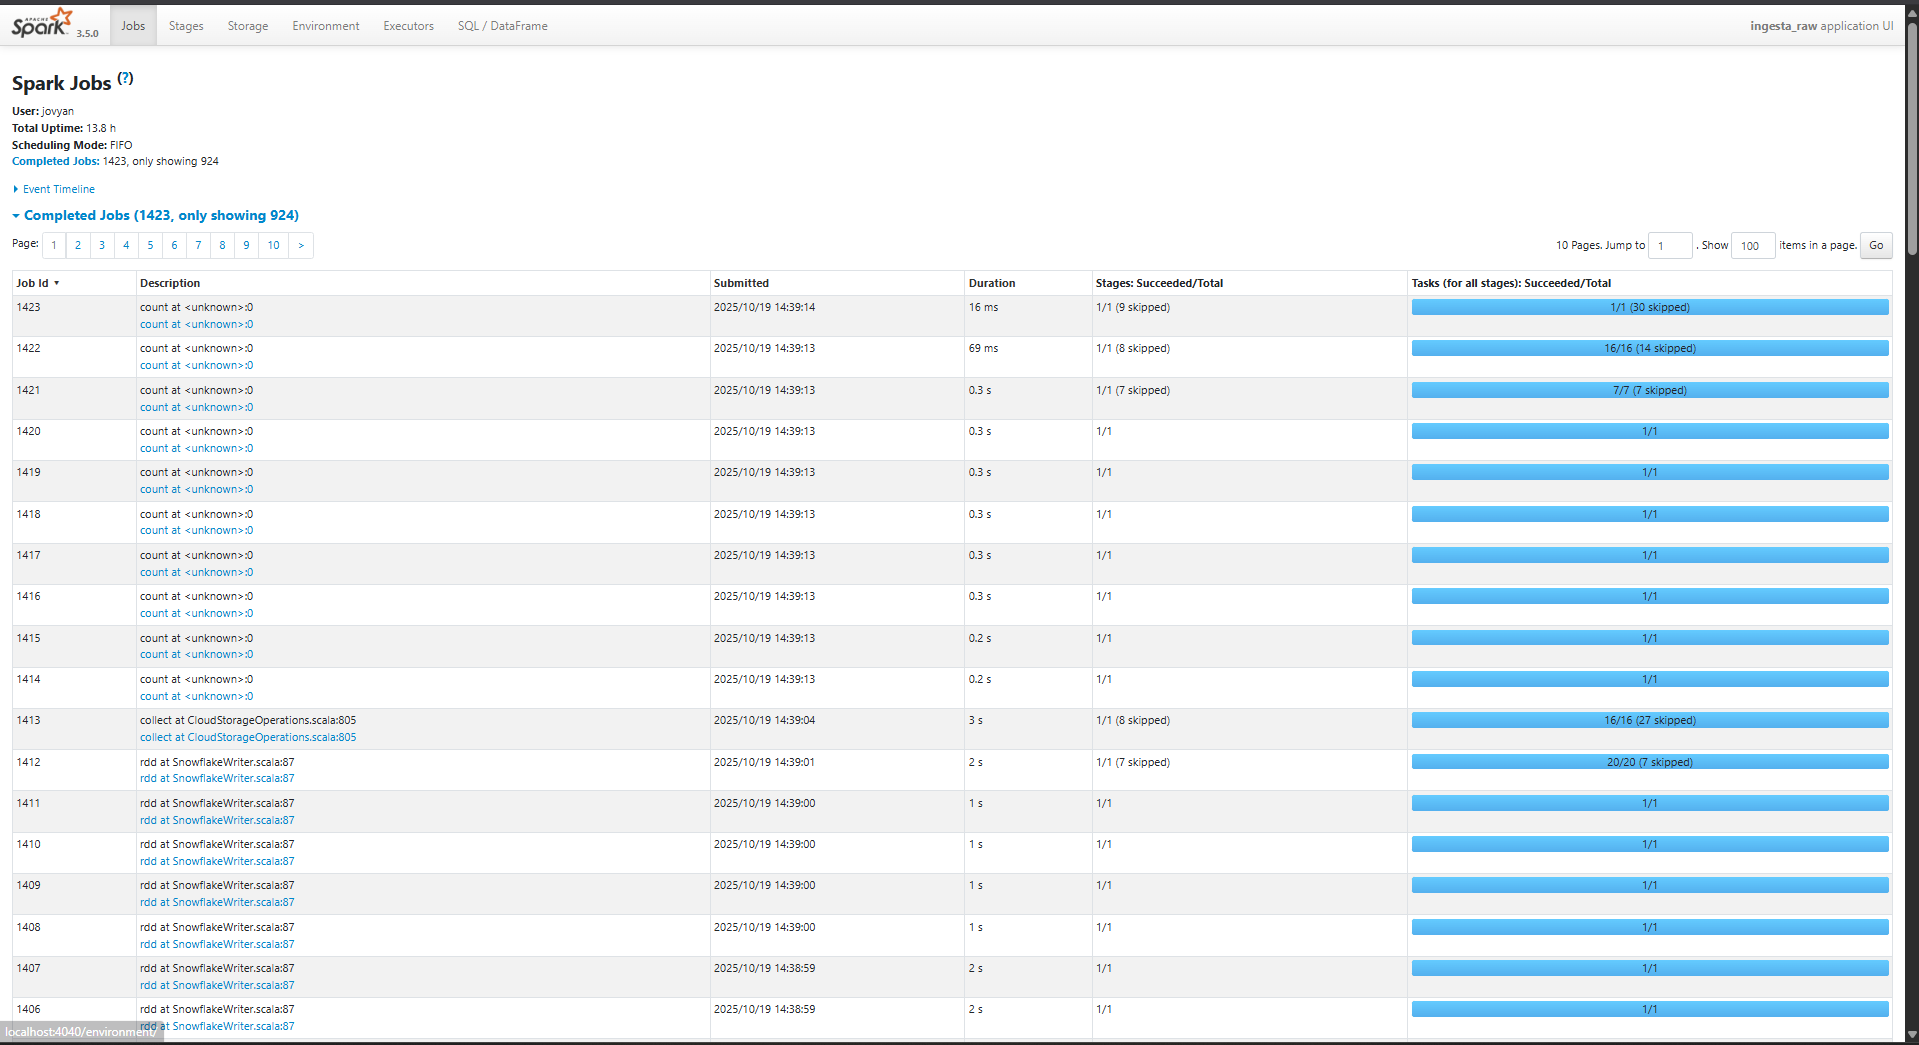 APACHE
Spark 3.5.0 Jobs Stages Storage Environment Executors SQL / DataFrame ingesta_raw application UI
Spark Jobs (?)
User: jovyan
Total Uptime: 13.8 h
Scheduling Mode: FIFO
Completed Jobs: 1423, only showing 924
Event Timeline
Completed Jobs (1423, only showing 924)
Page: 1 2 3 4 5 6 7 8 9 10 > 10 Pages. Jump to 1 . Show 100 items in a page. Go
Job Id ▾ Description Submitted Duration Stages: Succeeded/Total Tasks (for all stages): Succeeded/Total
1423 count at <unknown>:0 2025/10/19 14:39:14 16 ms 1/1 (9 skipped) 1/1 (30 skipped)
count at <unknown>:0
1422 count at <unknown>:0 2025/10/19 14:39:13 69 ms 1/1 (8 skipped) 16/16 (14 skipped)
count at <unknown>:0
1421 count at <unknown>:0 2025/10/19 14:39:13 0.3 s 1/1 (7 skipped) 7/7 (7 skipped)
count at <unknown>:0
1420 count at <unknown>:0 2025/10/19 14:39:13 0.3 s 1/1 1/1
count at <unknown>:0
1419 count at <unknown>:0 2025/10/19 14:39:13 0.3 s 1/1 1/1
count at <unknown>:0
1418 count at <unknown>:0 2025/10/19 14:39:13 0.3 s 1/1 1/1
count at <unknown>:0
1417 count at <unknown>:0 2025/10/19 14:39:13 0.3 s 1/1 1/1
count at <unknown>:0
1416 count at <unknown>:0 2025/10/19 14:39:13 0.3 s 1/1 1/1
count at <unknown>:0
1415 count at <unknown>:0 2025/10/19 14:39:13 0.2 s 1/1 1/1
count at <unknown>:0
1414 count at <unknown>:0 2025/10/19 14:39:13 0.2 s 1/1 1/1
count at <unknown>:0
1413 collect at CloudStorageOperations.scala:805 2025/10/19 14:39:04 3 s 1/1 (8 skipped) 16/16 (27 skipped)
collect at CloudStorageOperations.scala:805
1412 rdd at SnowflakeWriter.scala:87 2025/10/19 14:39:01 2 s 1/1 (7 skipped) 20/20 (7 skipped)
rdd at SnowflakeWriter.scala:87
1411 rdd at SnowflakeWriter.scala:87 2025/10/19 14:39:00 1 s 1/1 1/1
rdd at SnowflakeWriter.scala:87
1410 rdd at SnowflakeWriter.scala:87 2025/10/19 14:39:00 1 s 1/1 1/1
rdd at SnowflakeWriter.scala:87
1409 rdd at SnowflakeWriter.scala:87 2025/10/19 14:39:00 1 s 1/1 1/1
rdd at SnowflakeWriter.scala:87
1408 rdd at SnowflakeWriter.scala:87 2025/10/19 14:39:00 1 s 1/1 1/1
rdd at SnowflakeWriter.scala:87
1407 rdd at SnowflakeWriter.scala:87 2025/10/19 14:38:59 2 s 1/1 1/1
rdd at SnowflakeWriter.scala:87
1406 rdd at SnowflakeWriter.scala:87 2025/10/19 14:38:59 2 s 1/1 1/1
rdd at SnowflakeWriter.scala:87
localhost:4040/environment/